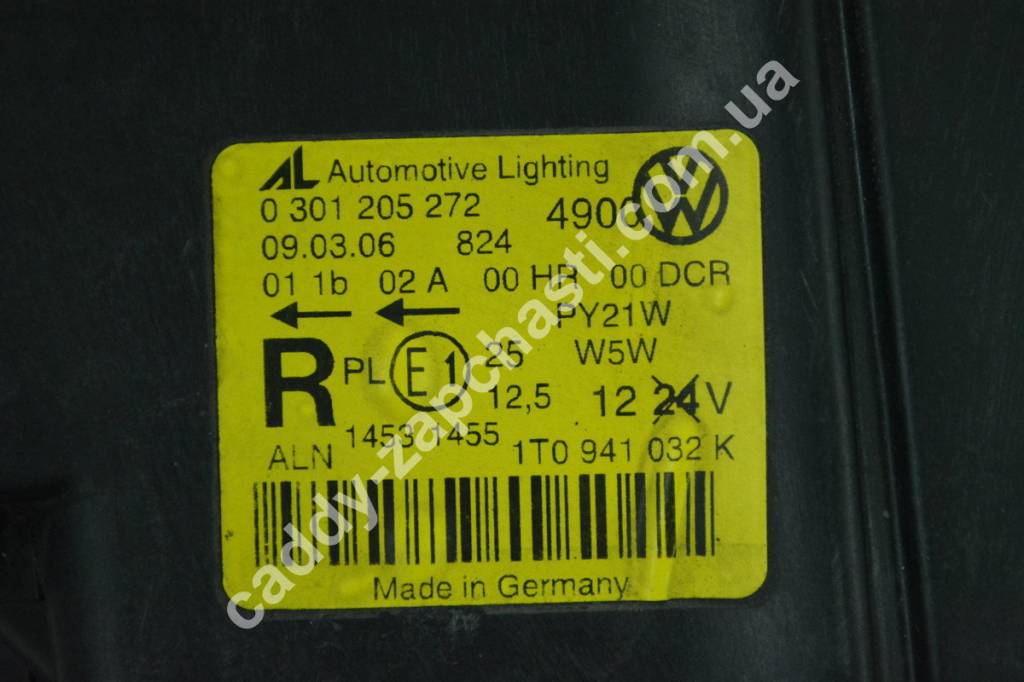 AL Automotive Lighting
0 301 205 272
09.03.06 824
01 1b 02 A 00 HR 00 DCR
PY21W
R PL E1 25 W5W
12,5 12 24 V
ALN 1453 1455 1T0 941 032 K
Made in Germany
caddy-zapchasti.com.ua